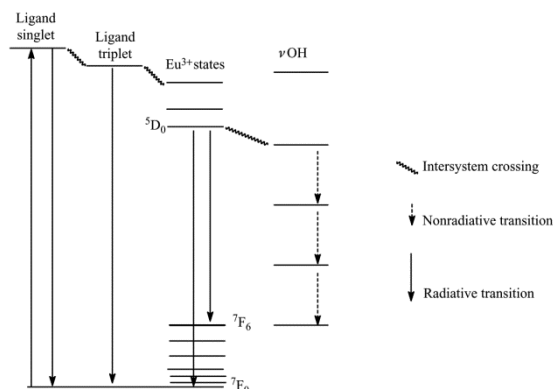 Ligand
singlet
Ligand
triplet
Eu³⁺ states
νOH
⁵D₀
⁷F₆
⁷F₀
Intersystem crossing
Nonradiative transition
Radiative transition